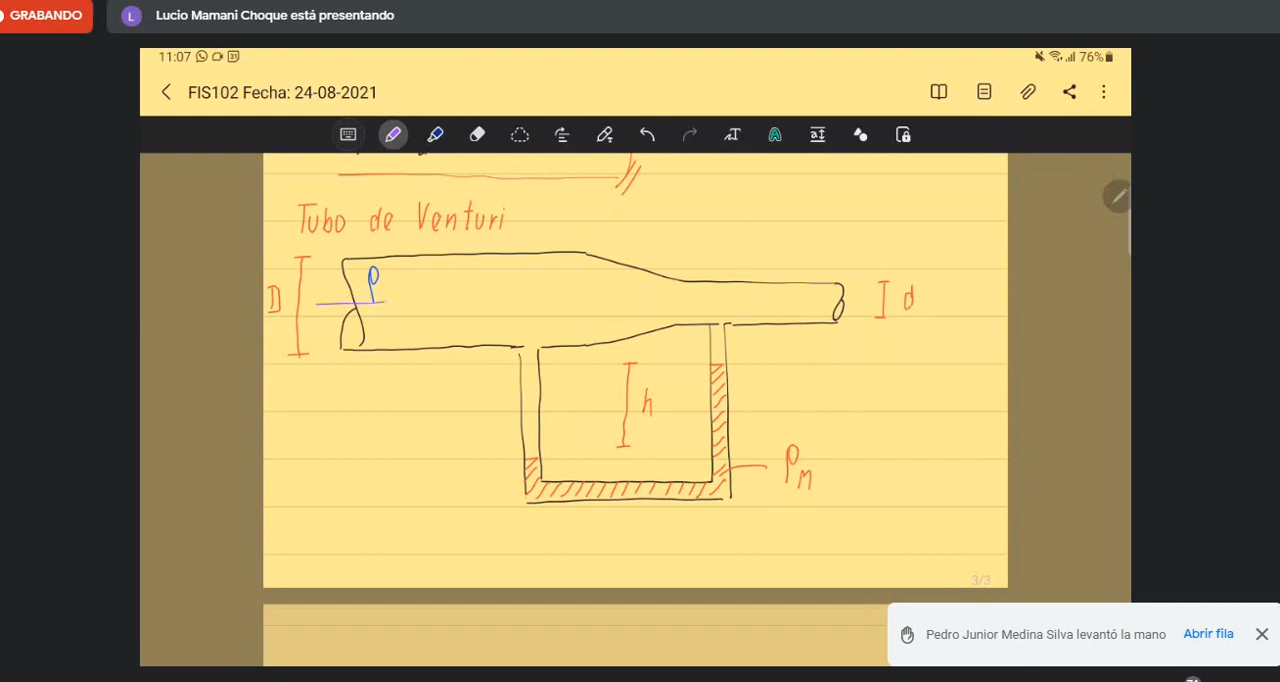 GRABANDO
L Lucio Mamani Choque está presentando
11:07 31 76%
FIS102 Fecha: 24-08-2021
Tubo de Venturi
D
ρ
d
h
ρM
3/3
Pedro Junior Medina Silva levantó la mano Abrir fila